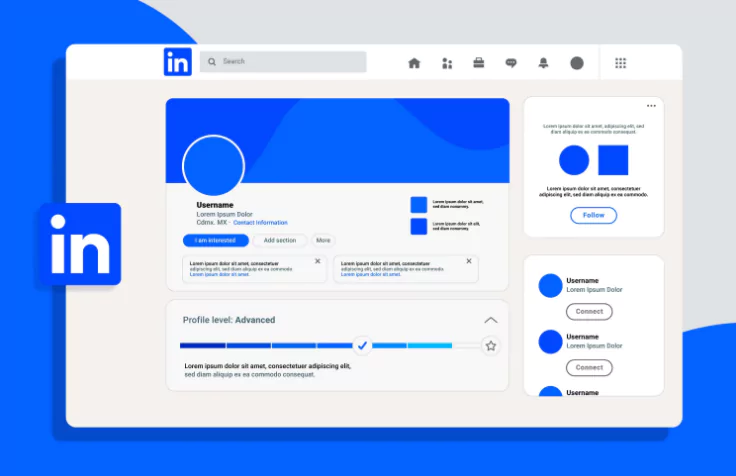 in
Search
in
Username
Lorem Ipsum Dolor
Cdmx. MX · Contact Information
I am interested
Add section
More
Lorem ipsum dolor sit amet,
sed diam consumey.
Lorem ipsum dolor sit elit,
sed diam consumey.
Lorem ipsum dolor sit amet, consectetuer
adipiscing elit, sed diam aliquip ex ea commodo
Lorem ipsum dolor sit amet.
Lorem ipsum dolor sit amet, consectetuer
adipiscing elit, sed diam aliquip ex ea commodo
Lorem ipsum dolor sit amet.
Profile level: Advanced
Lorem ipsum dolor sit amet, consectetuer adipiscing elit,
sed diam aliquip ex ea commodo consequat.
Lorem ipsum dolor sit amet, adipiscing elit, sed
diam aliquip ex ea commodo consequat.
Lorem ipsum dolor sit amet, consectetuer
adipiscing elit, sed diam aliquip ex ea commodo.
Follow
Username
Lorem Ipsum Dolor
Connect
Username
Lorem Ipsum Dolor
Connect
Username